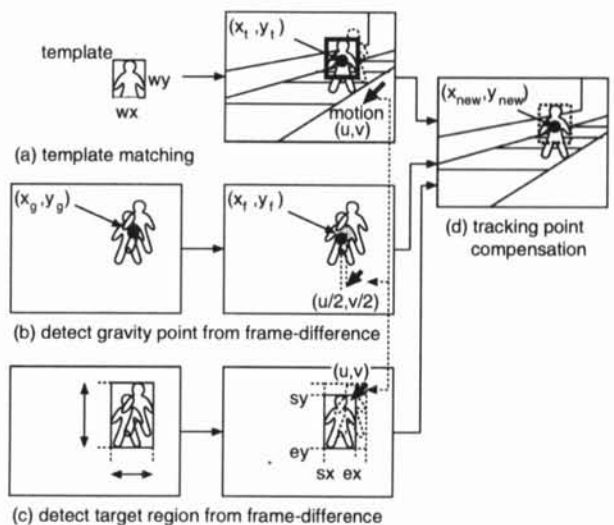 (x_t, y_t)
template
wy
wx
motion
(u,v)
(a) template matching
(x_new, y_new)
(d) tracking point
compensation
(x_g, y_g)
(x_f, y_f)
(u/2,v/2)
(b) detect gravity point from frame-difference
(u,v)
sy
ey
sx ex
(c) detect target region from frame-difference